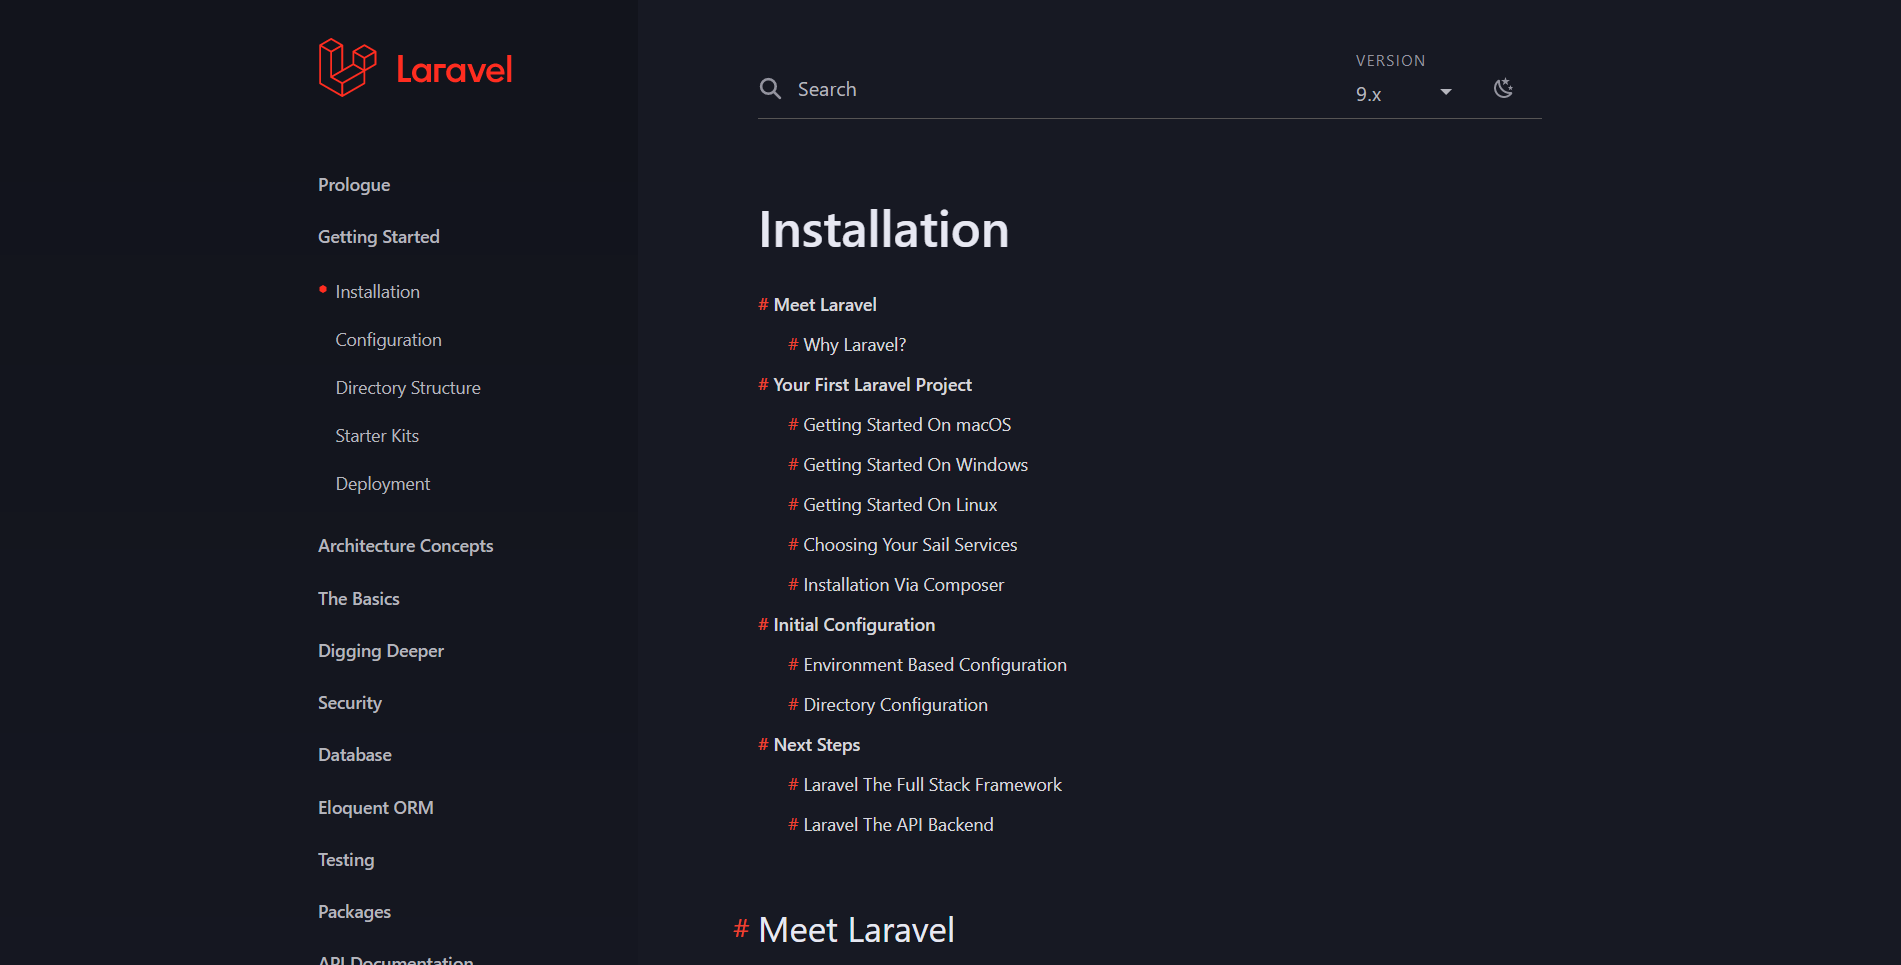 Laravel
Prologue
Getting Started
Installation
Configuration
Directory Structure
Starter Kits
Deployment
Architecture Concepts
The Basics
Digging Deeper
Security
Database
Eloquent ORM
Testing
Packages
API Documentation
Search
VERSION
9.x
Installation
# Meet Laravel
# Why Laravel?
# Your First Laravel Project
# Getting Started On macOS
# Getting Started On Windows
# Getting Started On Linux
# Choosing Your Sail Services
# Installation Via Composer
# Initial Configuration
# Environment Based Configuration
# Directory Configuration
# Next Steps
# Laravel The Full Stack Framework
# Laravel The API Backend
# Meet Laravel